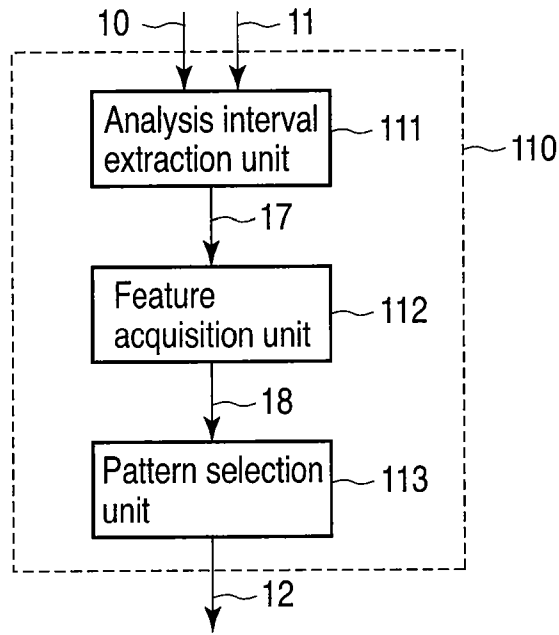 10
11
Analysis interval
extraction unit
111
110
17
Feature
acquisition unit
112
18
Pattern selection
unit
113
12